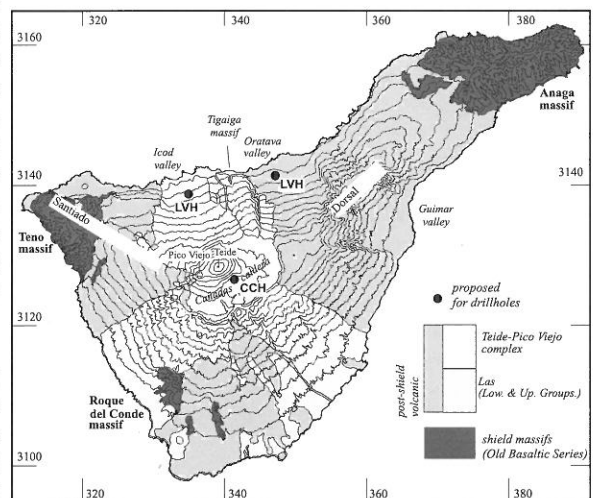 320
340
360
380
3160
Anaga
massif
Tigaiga
massif
Oratava
valley
Icod
valley
LVH
3140
3140
LVH
Santiado
Dorsal
Guimar
valley
Teno
massif
Pico Viejo
Teide
Cañadas caldera
CCH
proposed
for drillholes
3120
3120
Teide-Pico Viejo
complex
post-shield
volcanic
Las
(Low. & Up. Groups.)
Roque
del Conde
massif
shield massifs
(Old Basaltic Series)
3100
3100
320
340
360
380